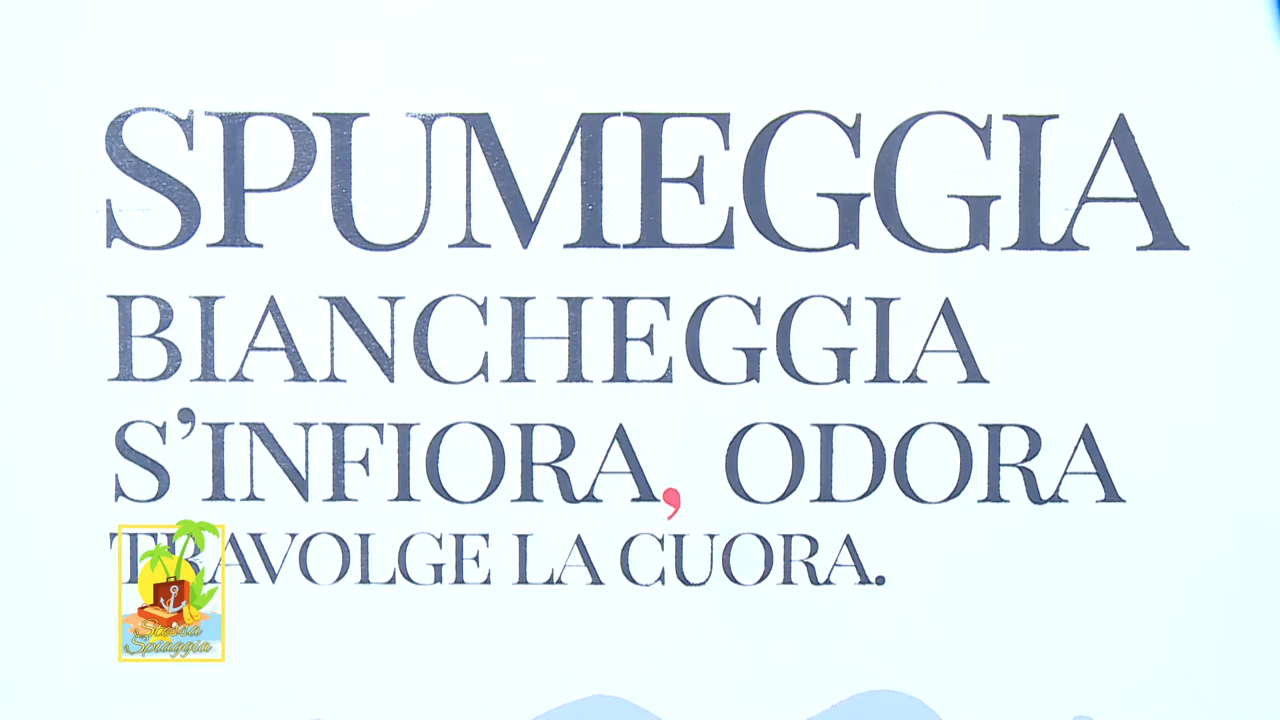 SPUMEGGIA
BIANCHEGGIA
S’INFIORA, ODORA
TRAVOLGE LA CUORA.
Stessa
Spiaggia